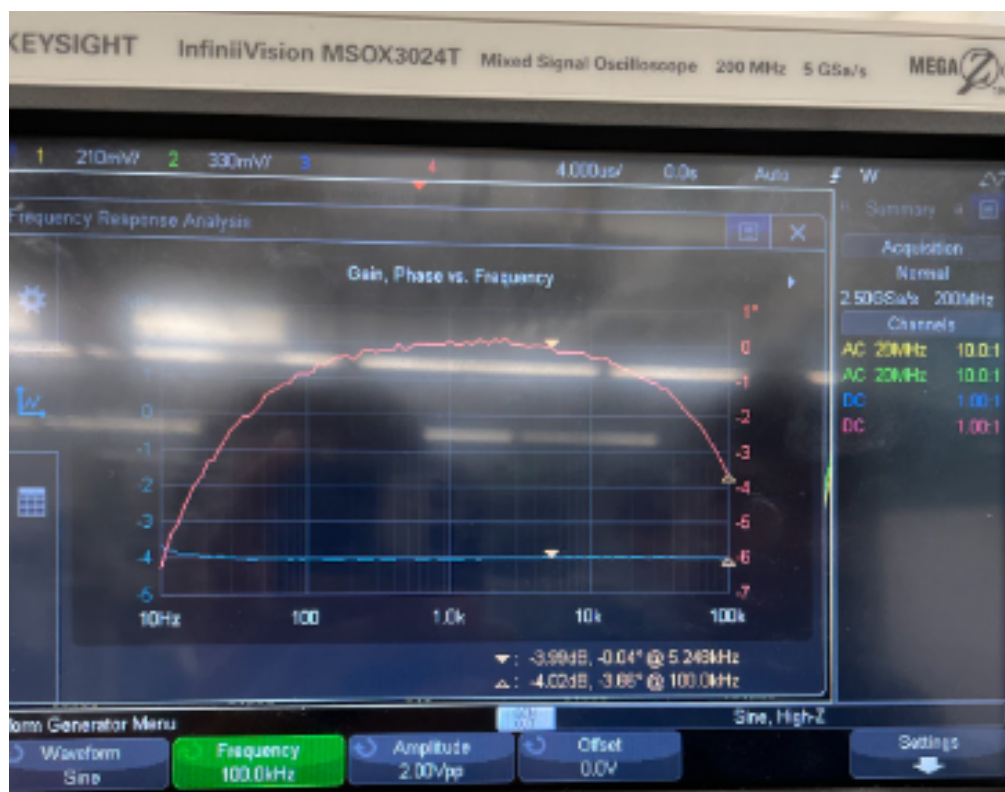 KEYSIGHT InfiniiVision MSOX3024T Mixed Signal Oscilloscope 200 MHz 5 GSa/s MEGA
1 210mV/ 2 330mV/ 3 4 4.000us/ 0.0s Auto W
Frequency Response Analysis
Summary
Acquisition
Normal
2.50GSa/s 200MHz
Channels
AC 20MHz 10.0:1
AC 20MHz 10.0:1
DC 1.00:1
DC 1.00:1
Gain, Phase vs. Frequency
1°
0
-1
0 -2
-1 -3
-2 -4
-3 -5
-4 -6
-5 -7
10Hz 100 1.0k 10k 100k
: -3.99dB, -0.04° @ 5.248kHz
: -4.02dB, -3.66° @ 100.0kHz
Generator Menu
Sine, High-Z
Waveform
Sine
Frequency
100.0kHz
Amplitude
2.00Vpp
Offset
0.0V
Settings